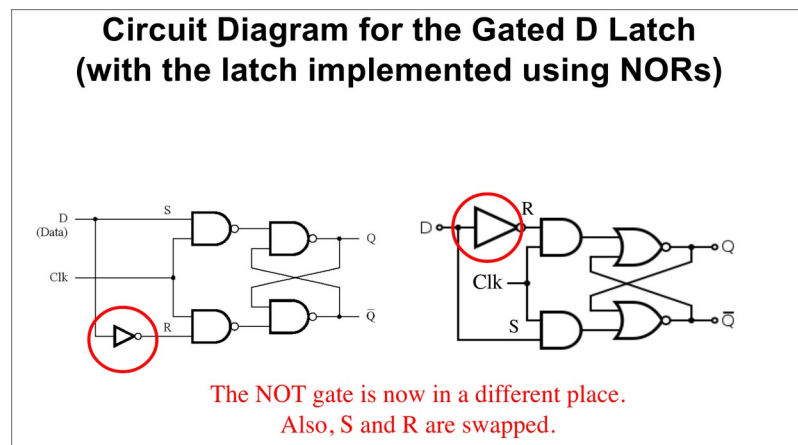 Circuit Diagram for the Gated D Latch
(with the latch implemented using NORs)
D
(Data)
S
Clk
R
Q
Q̅
D
R
Clk
S
Q
Q̅
The NOT gate is now in a different place.
Also, S and R are swapped.